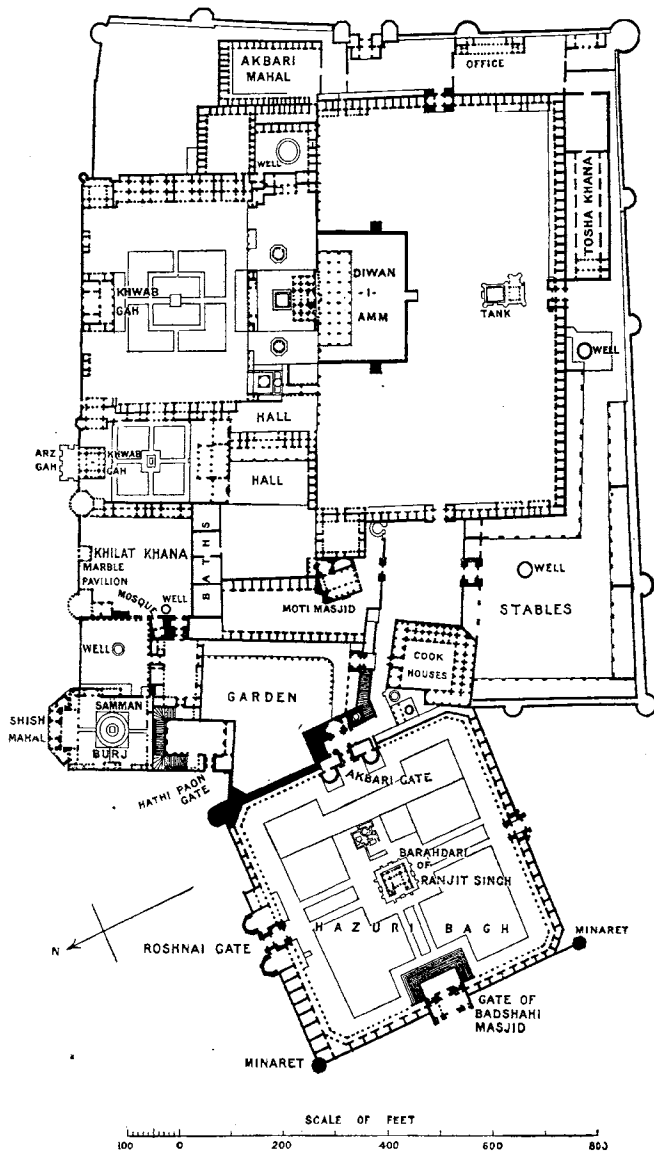 AKBARI
MAHAL
OFFICE
WELL
TOSHA KHANA
KHWAB
GAH
DIWAN
-I-
AMM
TANK
WELL
HALL
ARZ
GAH
KHWAB
GAH
HALL
KHILAT KHANA
MARBLE
PAVILION
BATHS
MOSQUE
WELL
MOTI MASJID
WELL
STABLES
WELL
COOK
HOUSES
GARDEN
SAMMAN
BURJ
SHISH
MAHAL
HATHI PAON
GATE
AKBARI GATE
BARAHDARI
OF
RANJIT SINGH
HAZURI BAGH
N
ROSHNAI GATE
MINARET
GATE OF
BADSHAHI
MASJID
MINARET
SCALE OF FEET
100 0 200 400 600 800